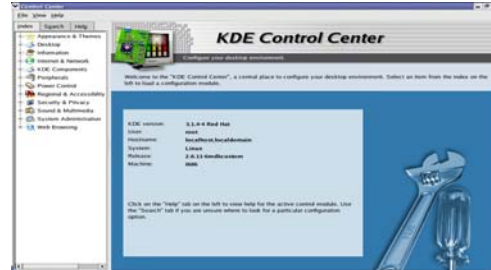 Control Center
File View Help
Index Search Help
Appearance & Themes
Desktop
Information
Internet & Network
KDE Components
Peripherals
Power Control
Regional & Accessibility
Security & Privacy
Sound & Multimedia
System Administration
Web Browsing
KDE Control Center
Configure your desktop environment.
Welcome to the "KDE Control Center", a central place to configure your desktop environment. Select an item from the index on the
left to load a configuration module.
KDE version: 3.1.4-4 Red Hat
User: root
Hostname: localhost.localdomain
System: Linux
Release:
Machine: i686
Click on the "Help" tab on the left to view help for the active control module. Use
the "Search" tab if you are unsure where to look for a particular configuration
option.